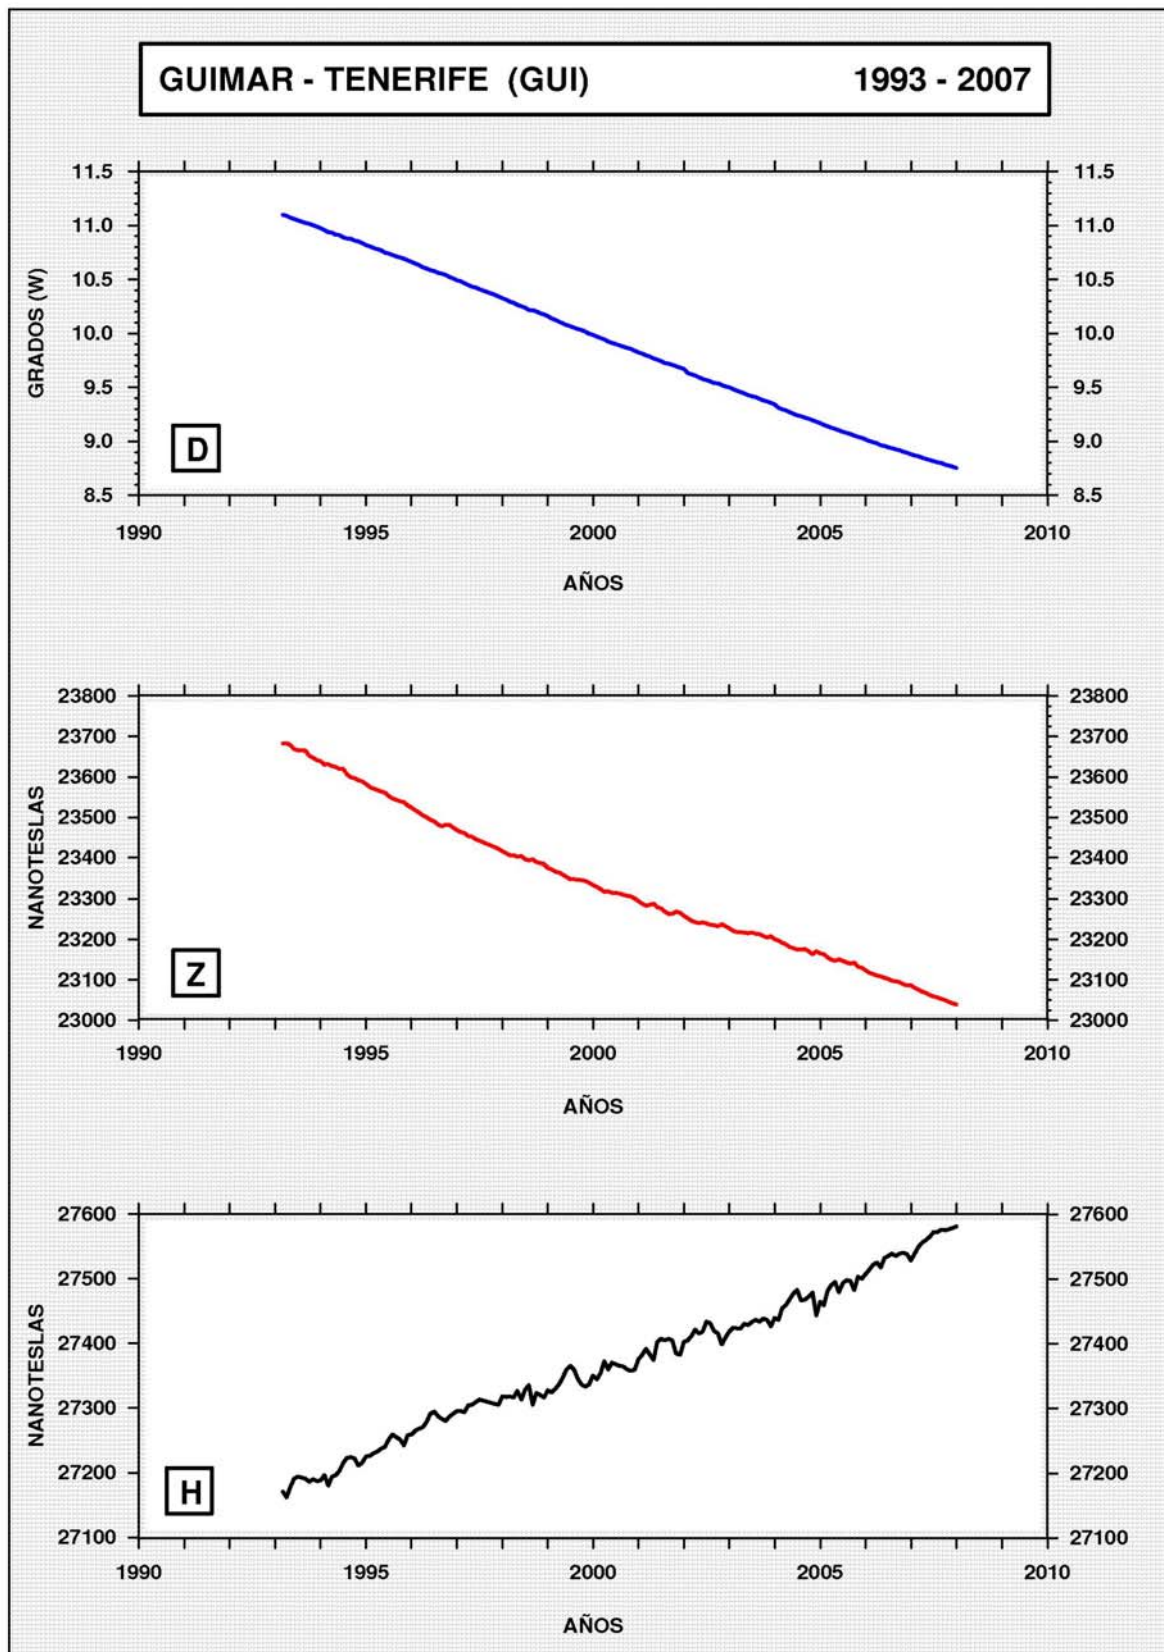 GUIMAR - TENERIFE (GUI) 1993 - 2007
11.5 11.5
11.0 11.0
10.5 10.5
10.0 10.0
9.5 9.5
9.0 9.0
8.5 8.5
GRADOS (W)
D
1990 1995 2000 2005 2010
AÑOS
23800 23800
23700 23700
23600 23600
23500 23500
23400 23400
23300 23300
23200 23200
23100 23100
23000 23000
NANOTESLAS
Z
1990 1995 2000 2005 2010
AÑOS
27600 27600
27500 27500
27400 27400
27300 27300
27200 27200
27100 27100
NANOTESLAS
H
1990 1995 2000 2005 2010
AÑOS